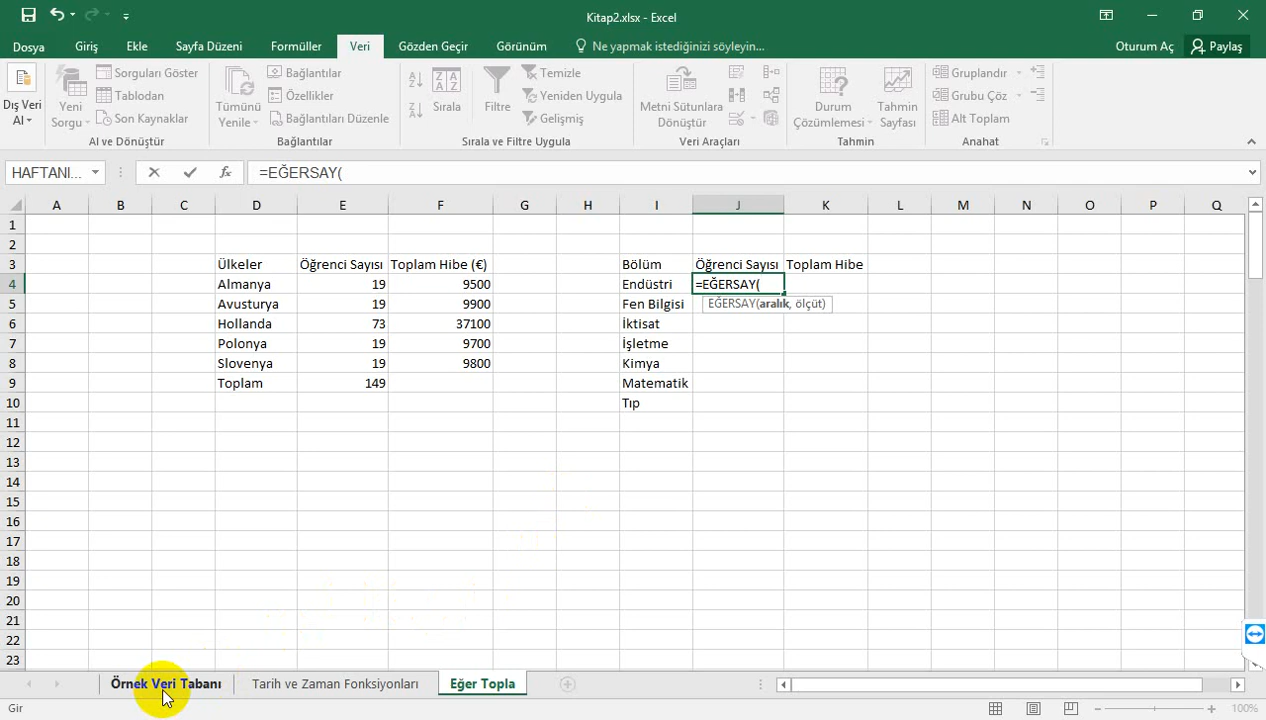 Kitap2.xlsx - Excel
Dosya Giriş Ekle Sayfa Düzeni Formüller Veri Gözden Geçir Görünüm Ne yapmak istediğinizi söyleyin... Oturum Aç Paylaş
Dış Veri Al
Yeni Sorgu
Sorguları Göster
Tablodan
Son Kaynaklar
Al ve Dönüştür
Tümünü Yenile
Bağlantılar
Özellikler
Bağlantıları Düzenle
Bağlantılar
Sırala
Filtre
Temizle
Yeniden Uygula
Gelişmiş
Sırala ve Filtre Uygula
Metni Sütunlara Dönüştür
Veri Araçları
Durum Çözümlemesi
Tahmin Sayfası
Tahmin
Gruplandır
Grubu Çöz
Alt Toplam
Anahat
HAFTANI... fx =EĞERSAY(
A B C D E F G H I J K L M N O P Q
1
2
3 Ülkeler Öğrenci Sayısı Toplam Hibe (€) Bölüm Öğrenci Sayısı Toplam Hibe
4 Almanya 19 9500 Endüstri =EĞERSAY(
5 Avusturya 19 9900 Fen Bilgisi EĞERSAY(aralık, ölçüt)
6 Hollanda 73 37100 İktisat
7 Polonya 19 9700 İşletme
8 Slovenya 19 9800 Kimya
9 Toplam 149 Matematik
10 Tıp
11
12
13
14
15
16
17
18
19
20
21
22
23
Örnek Veri Tabanı Tarih ve Zaman Fonksiyonları Eğer Topla
Gir 100%